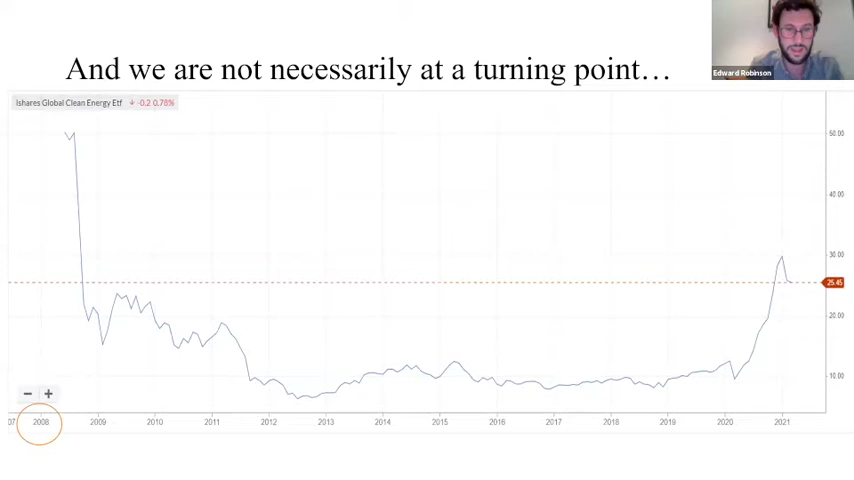 And we are not necessarily at a turning point…
Edward Robinson
Ishares Global Clean Energy Etf ↓ -0.2 0.78%
50.00
40.00
30.00
25.45
20.00
10.00
− +
07 2008 2009 2010 2011 2012 2013 2014 2015 2016 2017 2018 2019 2020 2021